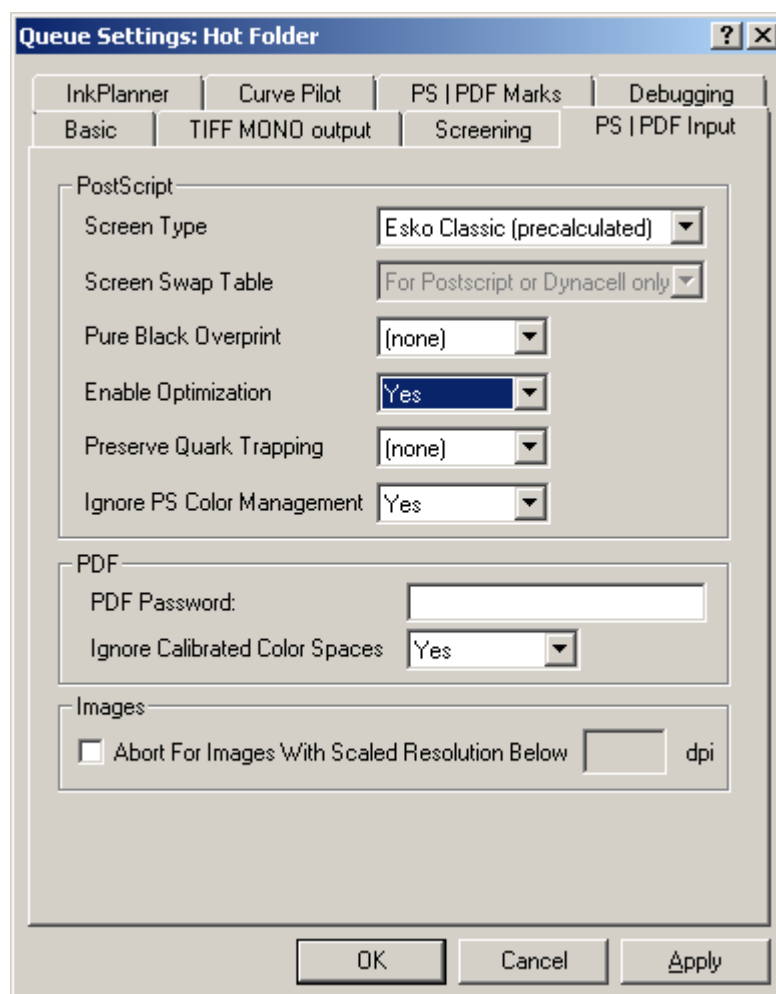 Queue Settings: Hot Folder
InkPlanner Curve Pilot PS | PDF Marks Debugging
Basic TIFF MONO output Screening PS | PDF Input
PostScript
Screen Type Esko Classic (precalculated)
Screen Swap Table For Postscript or Dynacell only
Pure Black Overprint (none)
Enable Optimization Yes
Preserve Quark Trapping (none)
Ignore PS Color Management Yes
PDF
PDF Password:
Ignore Calibrated Color Spaces Yes
Images
Abort For Images With Scaled Resolution Below dpi
OK Cancel Apply